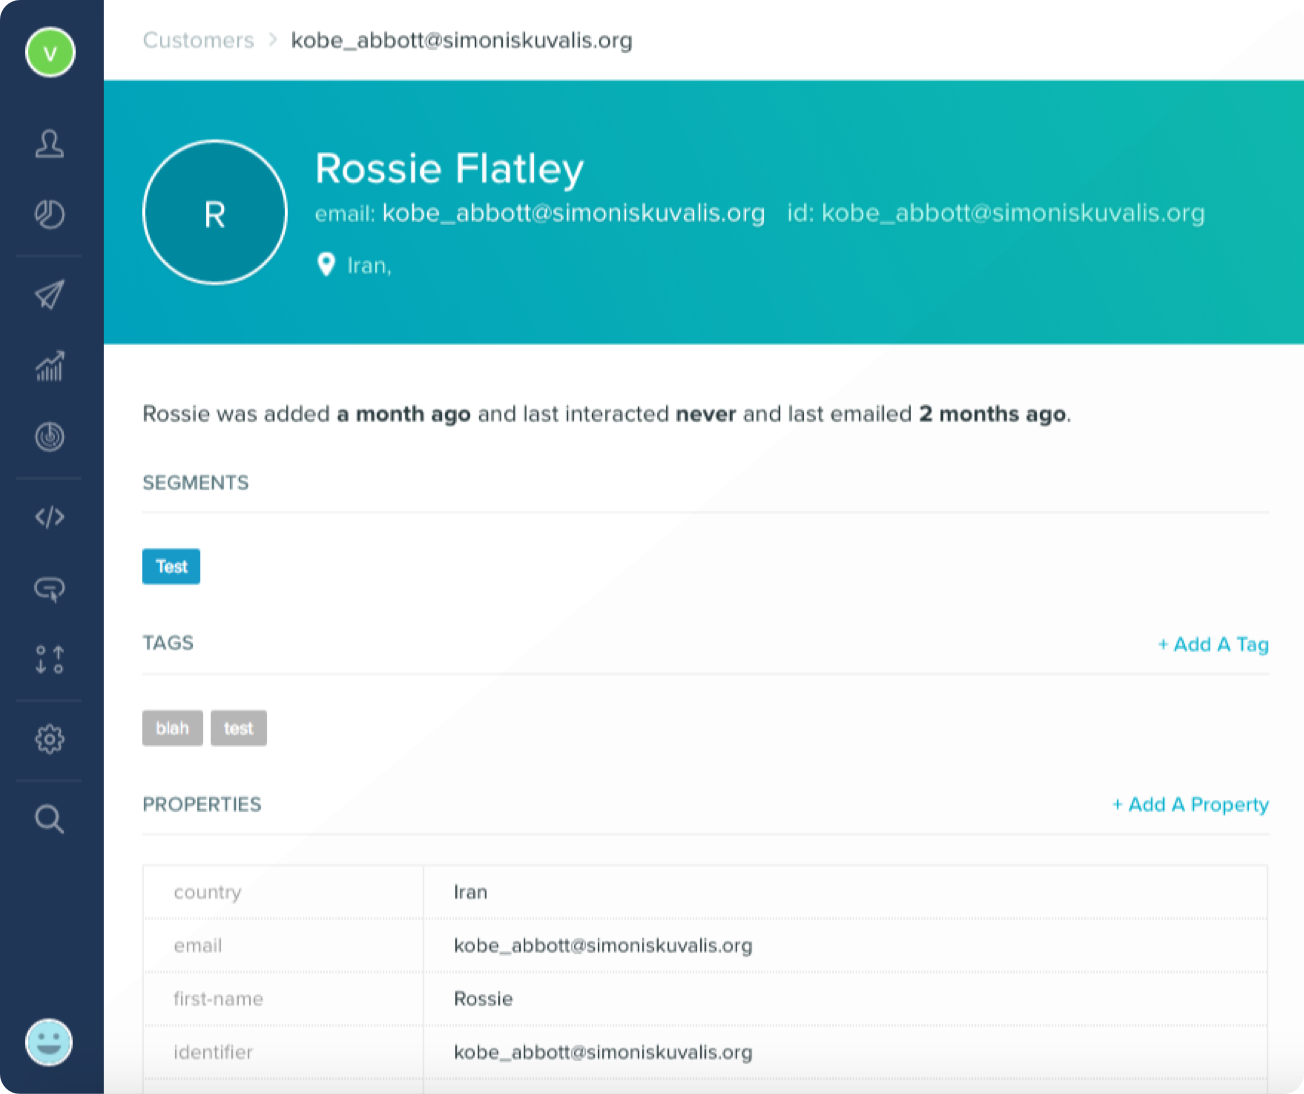 V
Customers > kobe_abbott@simoniskuvalis.org
R
Rossie Flatley
email: kobe_abbott@simoniskuvalis.org id: kobe_abbott@simoniskuvalis.org
Iran,
Rossie was added a month ago and last interacted never and last emailed 2 months ago.
SEGMENTS
Test
TAGS + Add A Tag
blah test
PROPERTIES + Add A Property
country Iran
email kobe_abbott@simoniskuvalis.org
first-name Rossie
identifier kobe_abbott@simoniskuvalis.org